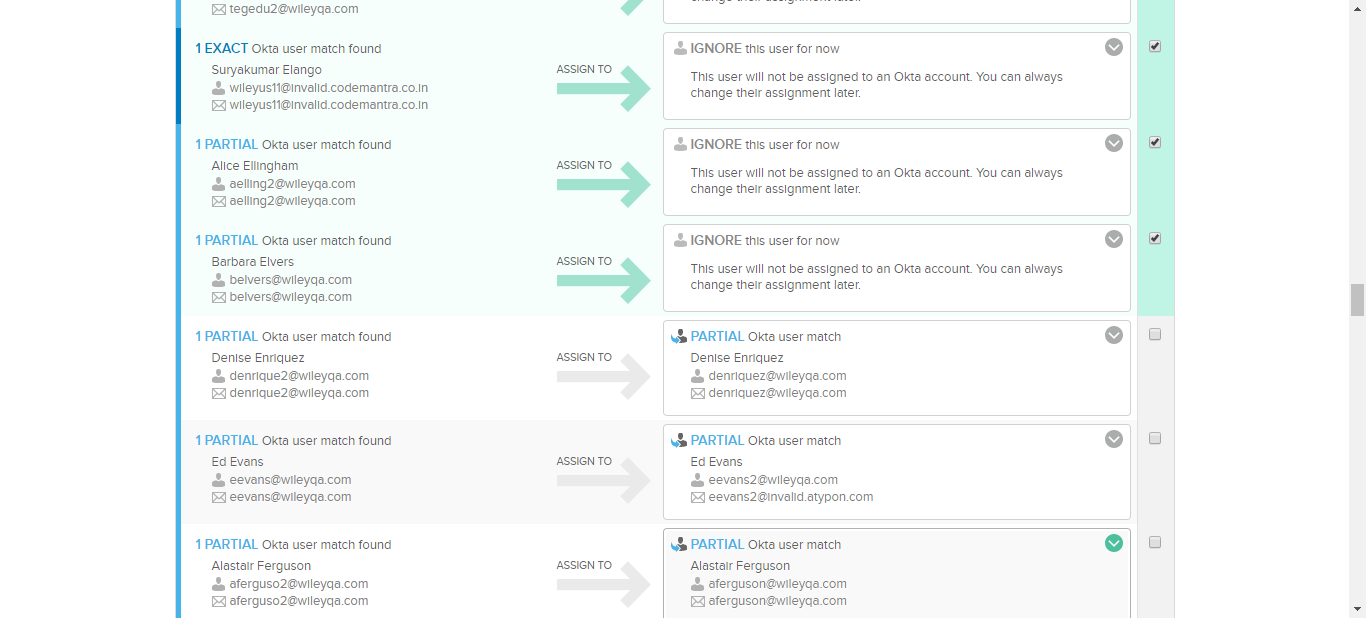 tegedu2@wileyqa.com
change their assignment later.
1 EXACT Okta user match found
Suryakumar Elango
wileyus11@invalid.codemantra.co.in
wileyus11@invalid.codemantra.co.in
ASSIGN TO
IGNORE this user for now
This user will not be assigned to an Okta account. You can always
change their assignment later.
1 PARTIAL Okta user match found
Alice Ellingham
aelling2@wileyqa.com
aelling2@wileyqa.com
ASSIGN TO
IGNORE this user for now
This user will not be assigned to an Okta account. You can always
change their assignment later.
1 PARTIAL Okta user match found
Barbara Elvers
belvers@wileyqa.com
belvers@wileyqa.com
ASSIGN TO
IGNORE this user for now
This user will not be assigned to an Okta account. You can always
change their assignment later.
1 PARTIAL Okta user match found
Denise Enriquez
denrique2@wileyqa.com
denrique2@wileyqa.com
ASSIGN TO
PARTIAL Okta user match
Denise Enriquez
denriquez@wileyqa.com
denriquez@wileyqa.com
1 PARTIAL Okta user match found
Ed Evans
eevans@wileyqa.com
eevans@wileyqa.com
ASSIGN TO
PARTIAL Okta user match
Ed Evans
eevans2@wileyqa.com
eevans2@invalid.atypon.com
1 PARTIAL Okta user match found
Alastair Ferguson
aferguso2@wileyqa.com
aferguso2@wileyqa.com
ASSIGN TO
PARTIAL Okta user match
Alastair Ferguson
aferguson@wileyqa.com
aferguson@wileyqa.com